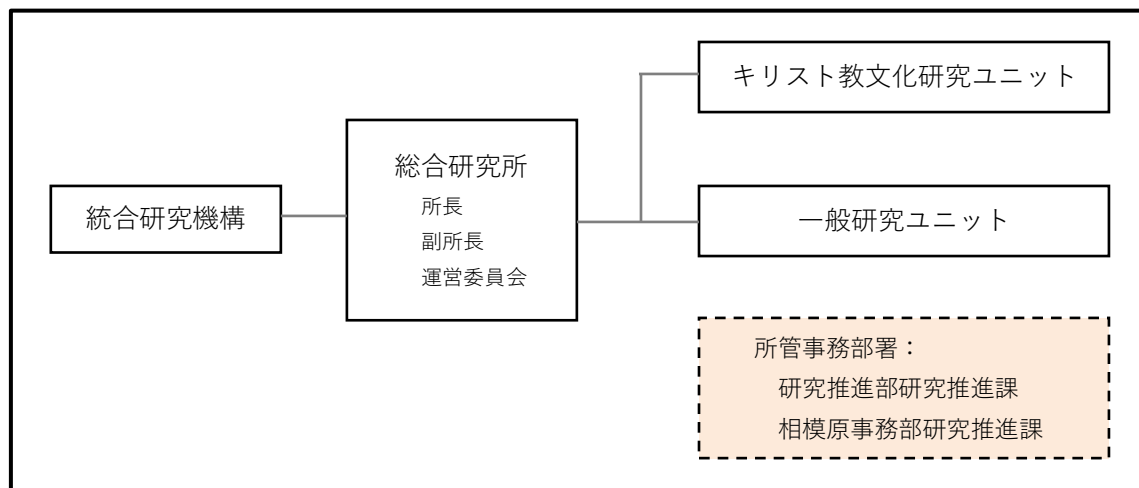 統合研究機構
総合研究所
所長
副所長
運営委員会
キリスト教文化研究ユニット
一般研究ユニット
所管事務部署：
研究推進部研究推進課
相模原事務部研究推進課